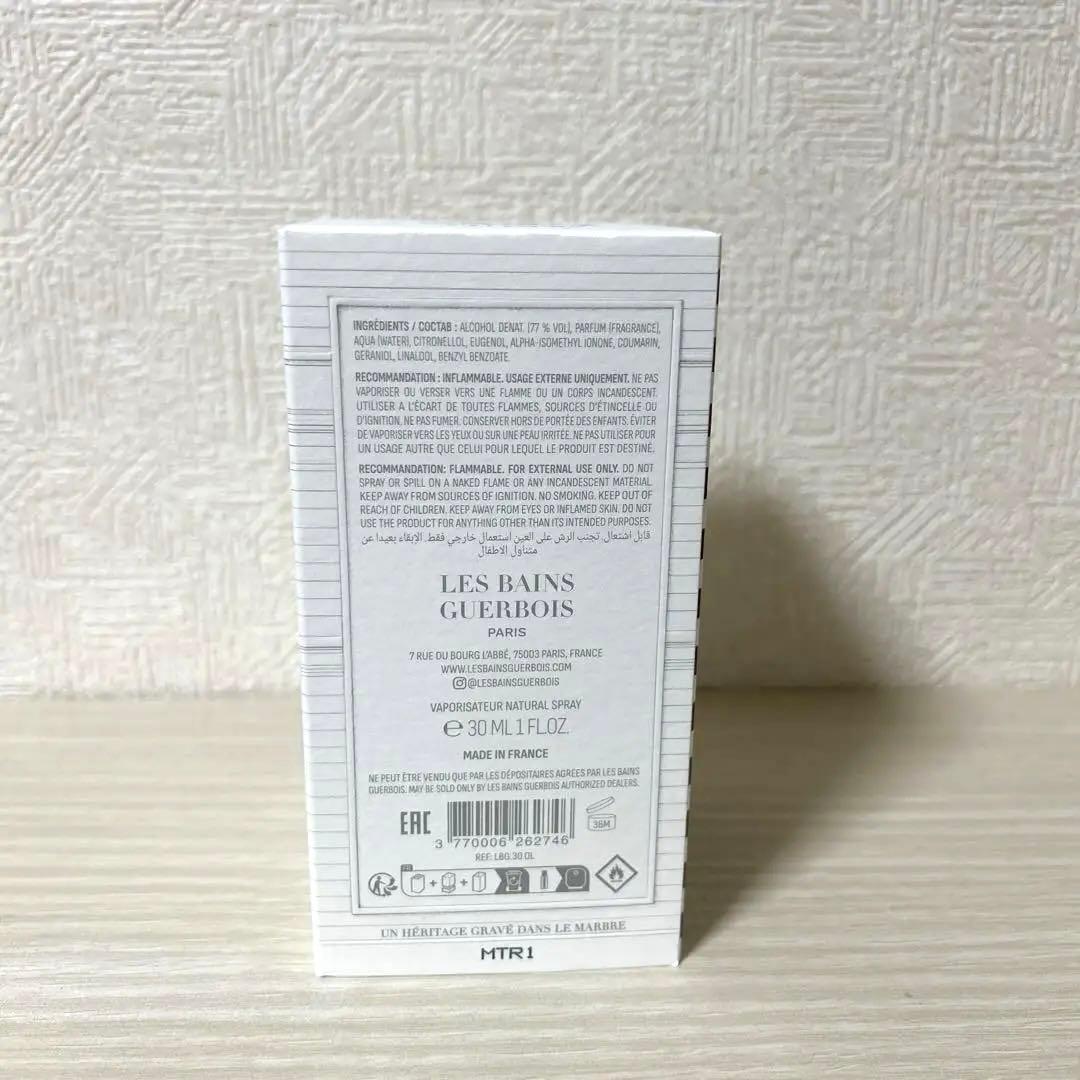 INGRÉDIENTS / COCTAB : ALCOHOL DENAT. (77 % VOL), PARFUM (FRAGRANCE),
AQUA (WATER), CITRONELLOL, EUGENOL, ALPHA-ISOMETHYL IONONE, COUMARIN,
GERANIOL, LINALOOL, BENZYL BENZOATE.
RECOMMANDATION : INFLAMMABLE. USAGE EXTERNE UNIQUEMENT. NE PAS
VAPORISER OU VERSER VERS UNE FLAMME OU UN CORPS INCANDESCENT.
UTILISER A L'ÉCART DE TOUTES FLAMMES, SOURCES D'ÉTINCELLE OU
D'IGNITION. NE PAS FUMER. CONSERVER HORS DE PORTÉE DES ENFANTS. ÉVITER
DE VAPORISER VERS LES YEUX OU SUR UNE PEAU IRRITÉE. NE PAS UTILISER POUR
UN USAGE AUTRE QUE CELUI POUR LEQUEL LE PRODUIT EST DESTINÉ.
RECOMMANDATION: FLAMMABLE. FOR EXTERNAL USE ONLY. DO NOT
SPRAY OR SPILL ON A NAKED FLAME OR ANY INCANDESCENT MATERIAL.
KEEP AWAY FROM SOURCES OF IGNITION. NO SMOKING. KEEP OUT OF
REACH OF CHILDREN. KEEP AWAY FROM EYES OR INFLAMED SKIN. DO NOT
USE THE PRODUCT FOR ANYTHING OTHER THAN ITS INTENDED PURPOSES.
قابل اشتعال. تجنب الرش على العين استعمال خارجي فقط. الإبقاء بعيدا عن
متناول الاطفال
LES BAINS
GUERBOIS
PARIS
7 RUE DU BOURG L'ABBÉ, 75003 PARIS, FRANCE
WWW.LESBAINSGUERBOIS.COM
@LESBAINSGUERBOIS
VAPORISATEUR NATURAL SPRAY
℮ 30 ML 1 FL.OZ.
MADE IN FRANCE
NE PEUT ÊTRE VENDU QUE PAR LES DÉPOSITAIRES AGRÉES PAR LES BAINS
GUERBOIS. MAY BE SOLD ONLY BY LES BAINS GUERBOIS AUTHORIZED DEALERS.
EAC
36M
3 770006 262746
REF: LBG.30.OL
FR
UN HÉRITAGE GRAVÉ DANS LE MARBRE
MTR1